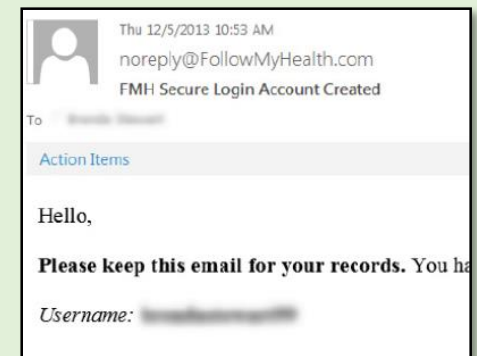 Thu 12/5/2013 10:53 AM
noreply@FollowMyHealth.com
FMH Secure Login Account Created
To
Action Items
Hello,
Please keep this email for your records. You ha
Username: